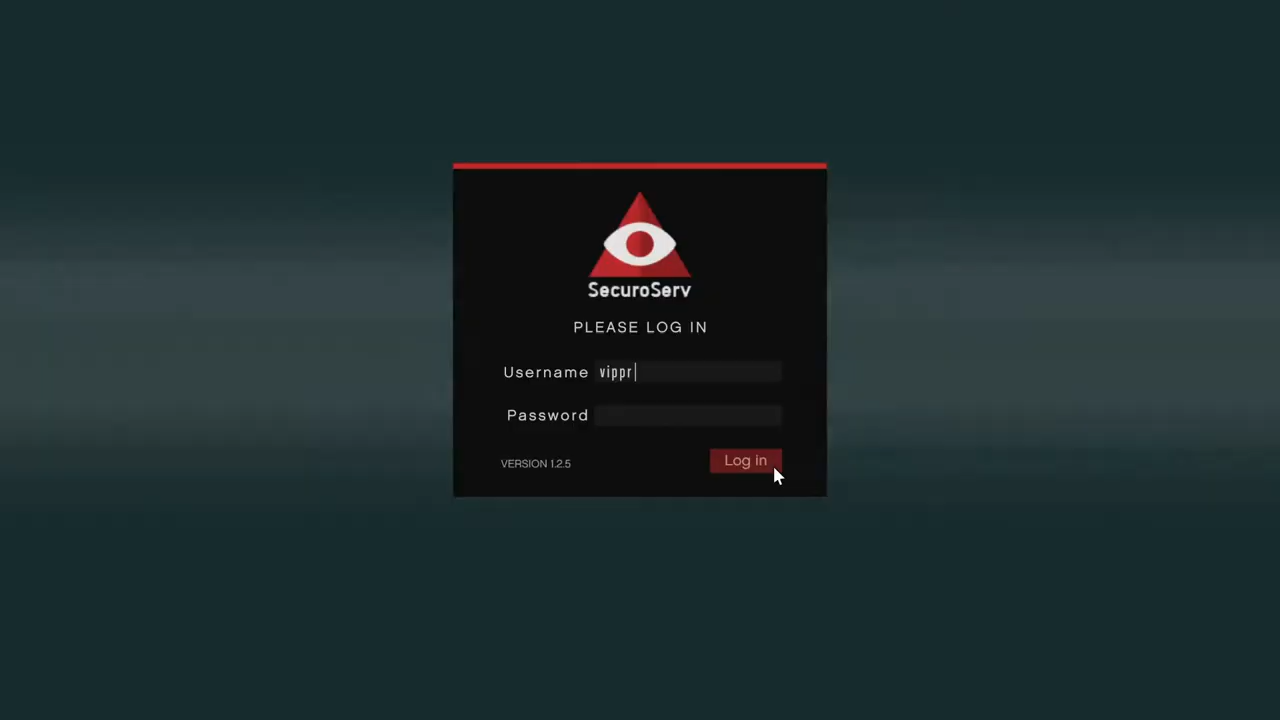 SecuroServ
PLEASE LOG IN
Username vippr
Password
VERSION 1.2.5 Log in